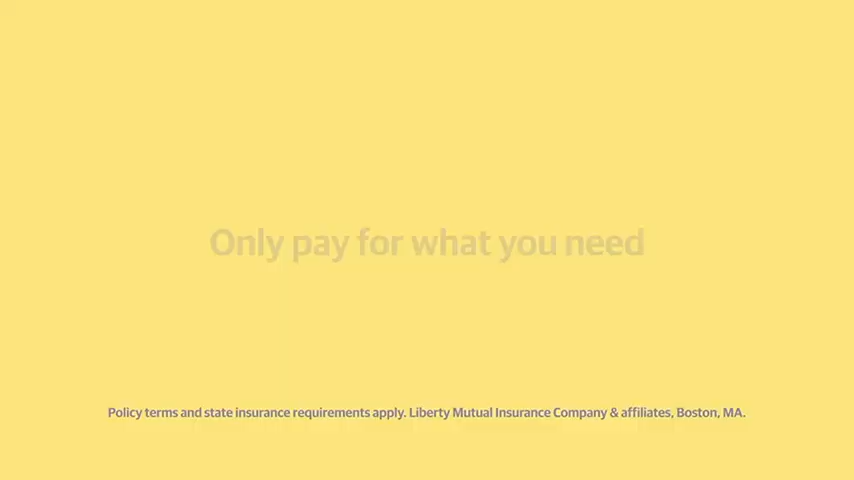 Only pay for what you need
Policy terms and state insurance requirements apply. Liberty Mutual Insurance Company & affiliates, Boston, MA.